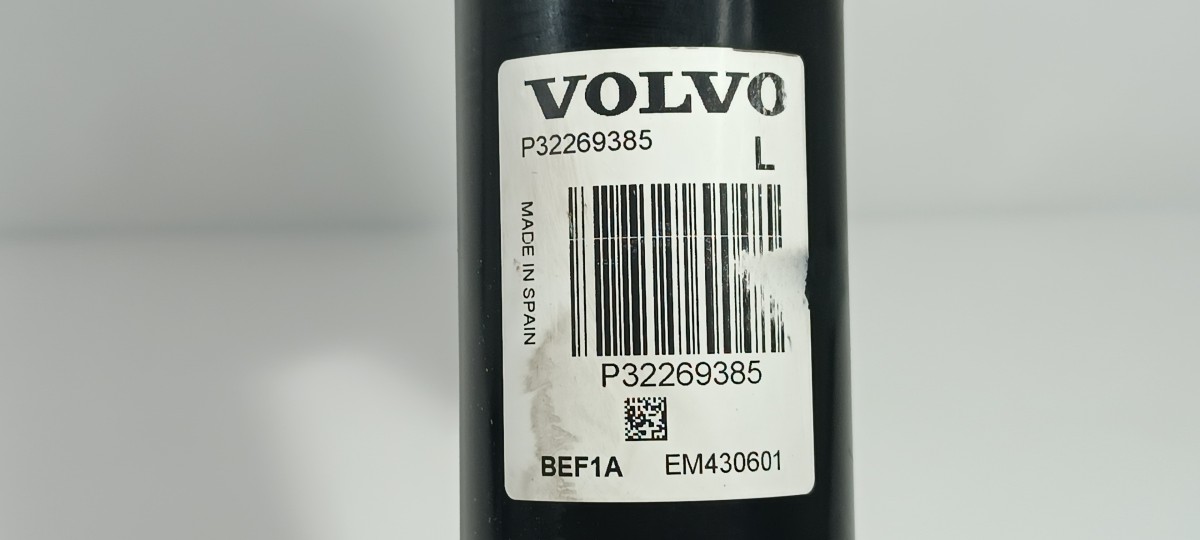 VOLVO
P32269385
L
MADE IN SPAIN
P32269385
BEF1A EM430601